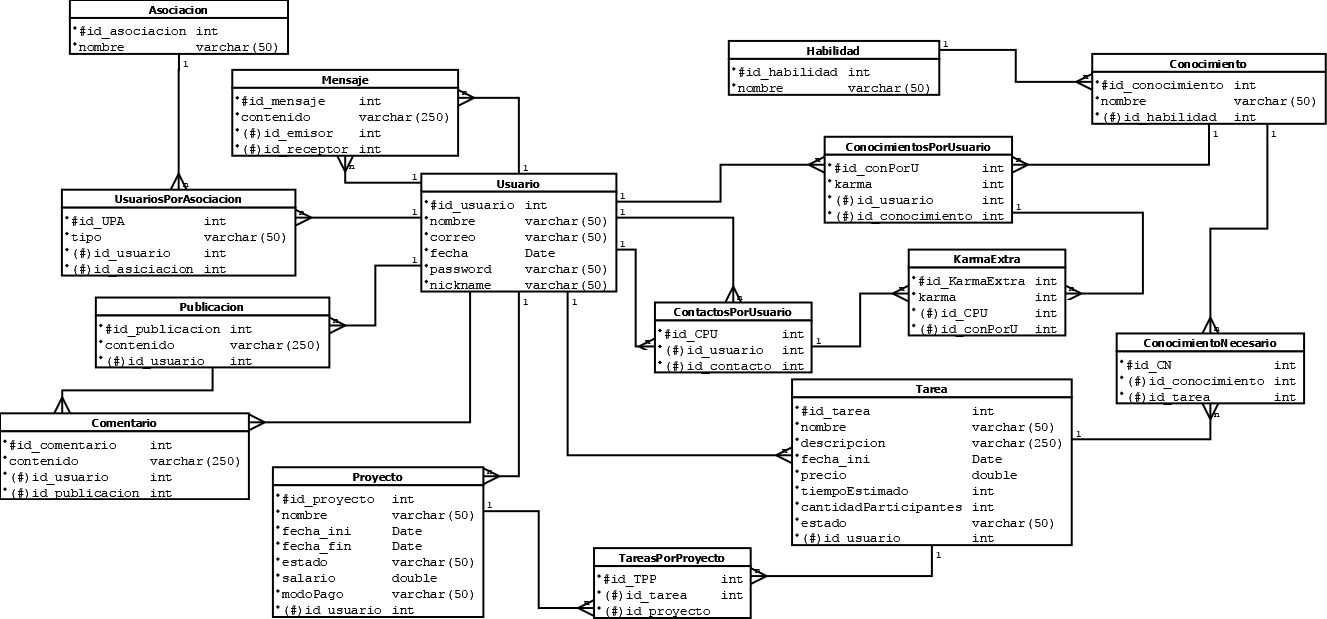 Asociacion
*#id_asociacion int
*nombre varchar(50)
1
n
Mensaje
*#id_mensaje int
*contenido varchar(250)
*(#)id_emisor int
*(#)id_receptor int
n
n
1
1
Habilidad
*#id_habilidad int
*nombre varchar(50)
1
n
Conocimiento
*#id_conocimiento int
*nombre varchar(50)
*(#)id_habilidad int
1
1
ConocimientosPorUsuario
*#id_conPorU int
*karma int
*(#)id_usuario int
*(#)id_conocimiento int
n
n
1
UsuariosPorAsociacion
*#id_UPA int
*tipo varchar(50)
*(#)id_usuario int
*(#)id_asiciacion int
n
Usuario
*#id_usuario int
*nombre varchar(50)
*correo varchar(50)
*fecha Date
*password varchar(50)
*nickname varchar(50)
1
1
1
1
1
1
1
KarmaExtra
*#id_KarmaExtra int
*karma int
*(#)id_CPU int
*(#)id_conPorU int
n
n
Publicacion
*#id_publicacion int
*contenido varchar(250)
*(#)id_usuario int
n
ContactosPorUsuario
*#id_CPU int
*(#)id_usuario int
*(#)id_contacto int
n
n
1
ConocimientoNecesario
*#id_CN int
*(#)id_conocimiento int
*(#)id_tarea int
n
n
Comentario
*#id_comentario int
*contenido varchar(250)
*(#)id_usuario int
*(#)id_publicacion int
Tarea
*#id_tarea int
*nombre varchar(50)
*descripcion varchar(250)
*fecha_ini Date
*precio double
*tiempoEstimado int
*cantidadParticipantes int
*estado varchar(50)
*(#)id_usuario int
n
1
1
Proyecto
*#id_proyecto int
*nombre varchar(50)
*fecha_ini Date
*fecha_fin Date
*estado varchar(50)
*salario double
*modoPago varchar(50)
*(#)id_usuario int
n
1
TareasPorProyecto
*#id_TPP int
*(#)id_tarea int
*(#)id_proyecto
n
n